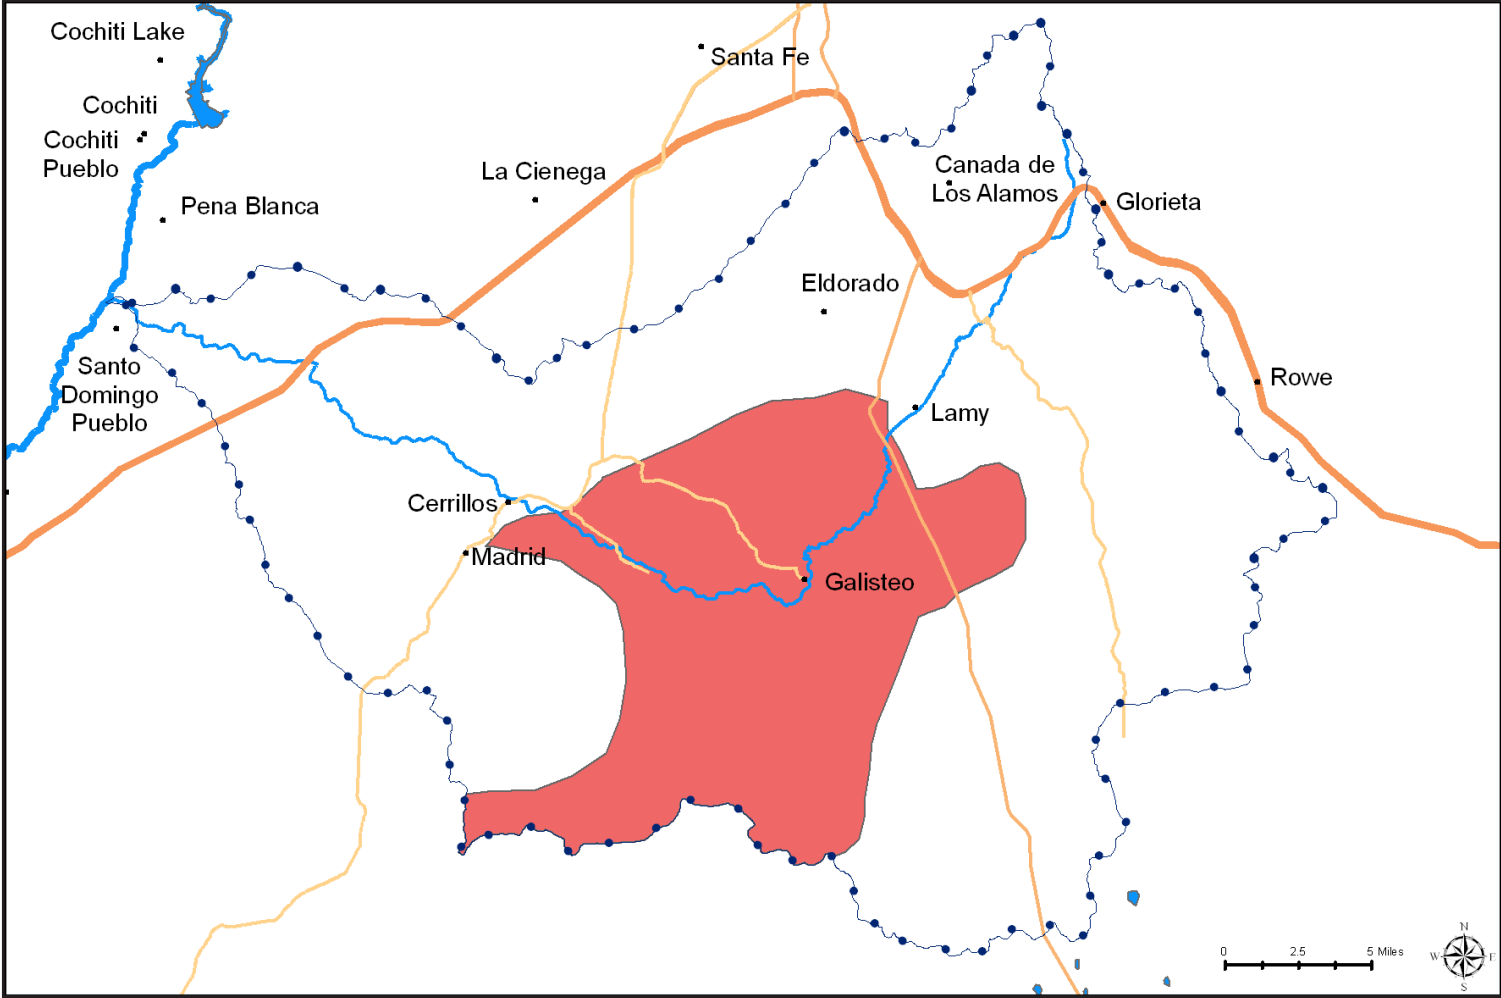 Cochiti Lake
Santa Fe
Cochiti
Cochiti
Pueblo
La Cienega
Canada de
Los Alamos
Glorieta
Pena Blanca
Eldorado
Santo
Domingo
Pueblo
Rowe
Lamy
Cerrillos
Madrid
Galisteo
0 2.5 5 Miles
N
W E
S